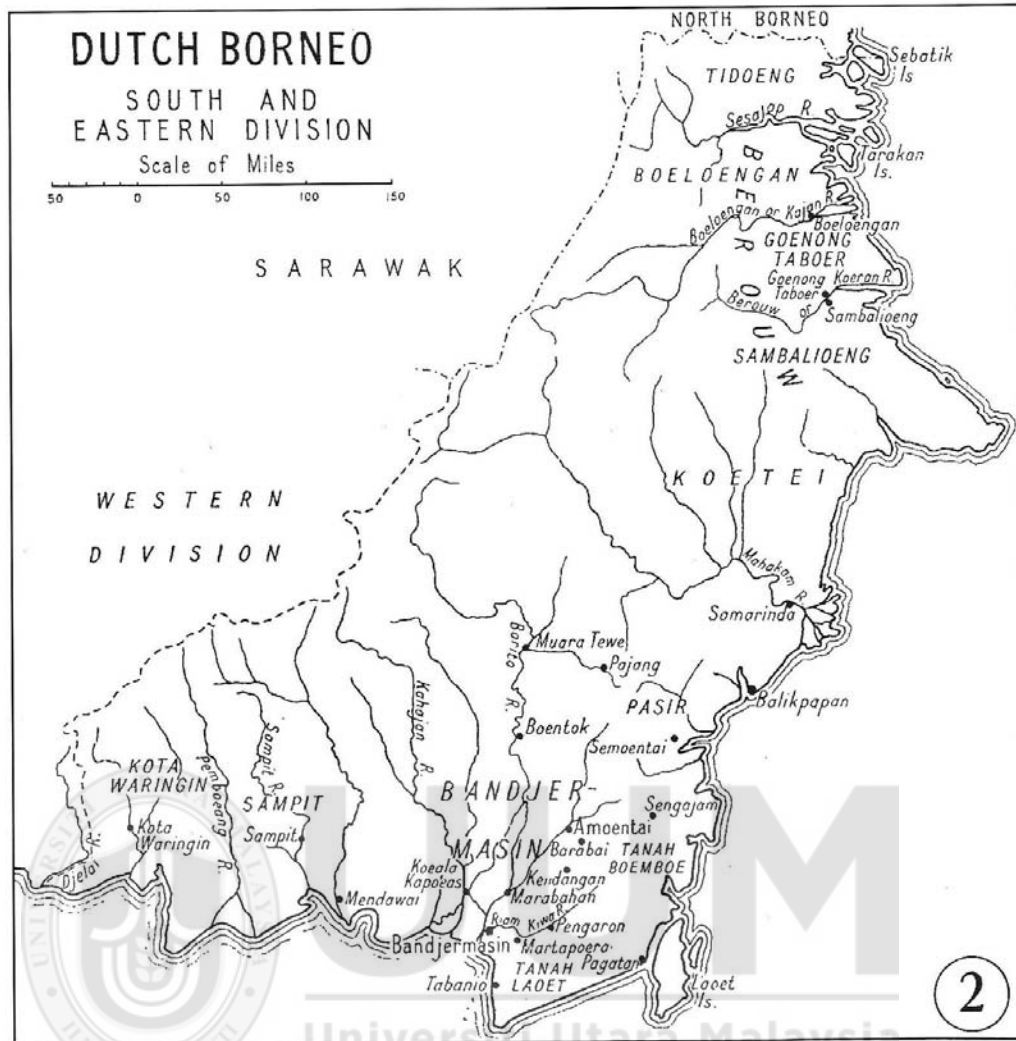 DUTCH BORNEO
SOUTH AND
EASTERN DIVISION
Scale of Miles
50 0 50 100 150
NORTH BORNEO
Sebatik
Is
TIDOENG
Sesajap R.
Tarakan
Is.
BOELOENGAN
BEROUW
Boeloengan or Kajan R.
Boeloengan
GOENONG
TABOER
Goenong
Taboer
Berouw or Koeran R.
Sambalioeng
SAMBALIOENG
SARAWAK
KOETEI
WESTERN
DIVISION
Mahakam R.
Samarinda
Barito R.
Muara Tewe
Pajang
Balikpapan
PASIR
Boentok
Semoentai
Kahajan R.
Sampit R.
Pemboeang R.
KOTA
WARINGIN
SAMPIT
BANDJER-
MASIN
Sengajam
Kota
Waringin
Sampit
Amoentai
Barabai
TANAH
BOEMBOE
Djelai R.
Mendawai
Koeala
Kapoeas
Kendangan
Marabahan
Riam Kiwa R.
Pengaron
Bandjermasin
Martapoera
Pagatan
TANAH
LAOET
Tabanio
Laoet
Is.
2
UUM
Universiti Utara Malaysia